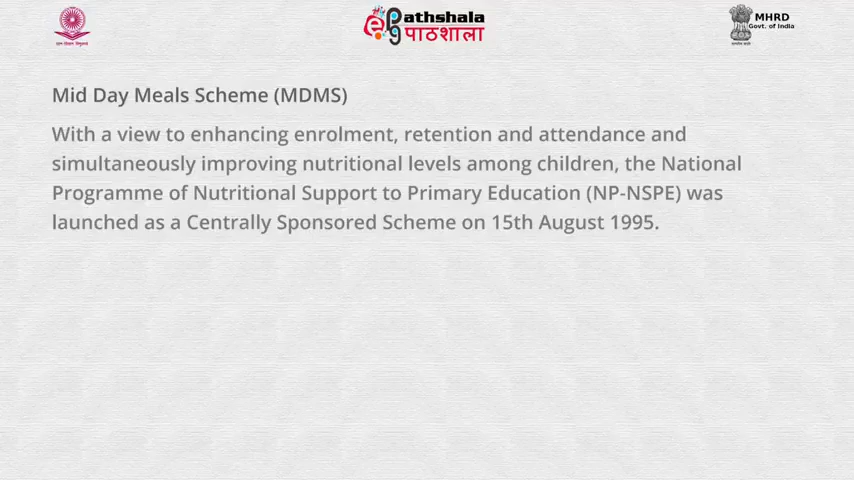 ePathshala
पाठशाला
MHRD
Govt. of India
Mid Day Meals Scheme (MDMS)
With a view to enhancing enrolment, retention and attendance and
simultaneously improving nutritional levels among children, the National
Programme of Nutritional Support to Primary Education (NP-NSPE) was
launched as a Centrally Sponsored Scheme on 15th August 1995.